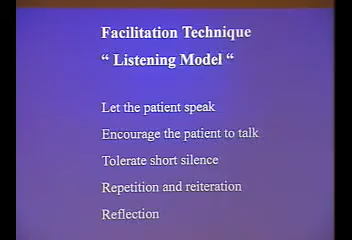 Facilitation Technique
“ Listening Model “
Let the patient speak
Encourage the patient to talk
Tolerate short silence
Repetition and reiteration
Reflection